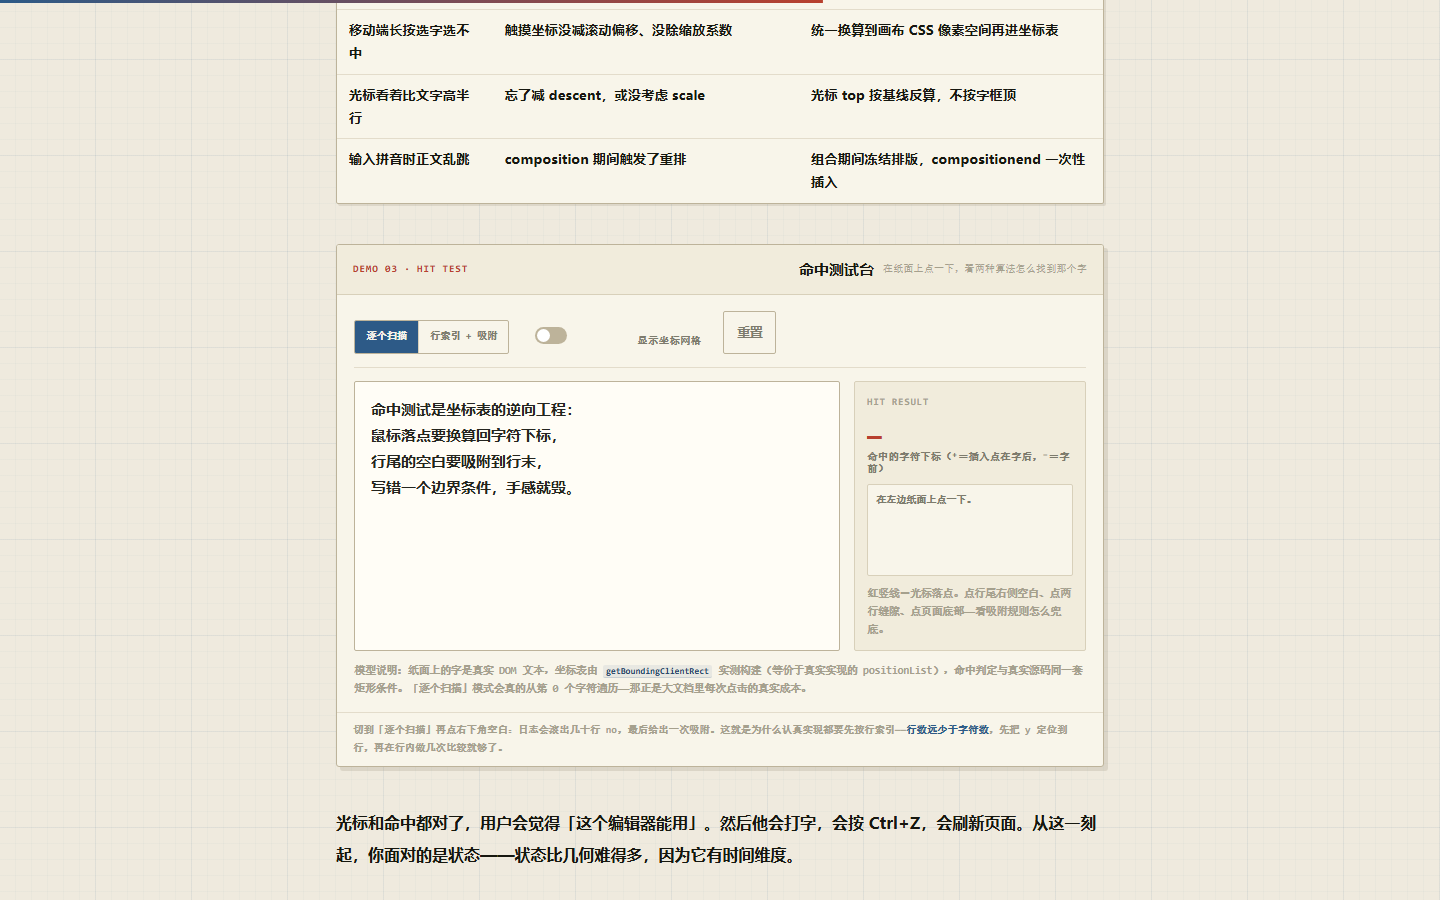 移动端长按选字选不中
触摸坐标没减滚动偏移、没除缩放系数
统一换算到画布 CSS 像素空间再进坐标表
光标看着比文字高半行
忘了减 descent，或没考虑 scale
光标 top 按基线反算，不按字框顶
输入拼音时正文乱跳
composition 期间触发了重排
组合期间冻结排版，compositionend 一次性插入
DEMO 03 · HIT TEST
命中测试台
在纸面上点一下，看两种算法怎么找到那个字
逐个扫描
行索引 + 吸附
显示坐标网格
重置
命中测试是坐标表的逆向工程：
鼠标落点要换算回字符下标，
行尾的空白要吸附到行末，
写错一个边界条件，手感就毁。
HIT RESULT
—
命中的字符下标（⁺＝插入点在字后，⁻＝字前）
在左边纸面上点一下。
红竖线＝光标落点。点行尾右侧空白、点两行缝隙、点页面底部—看吸附规则怎么兜底。
模型说明：纸面上的字是真实 DOM 文本，坐标表由 getBoundingClientRect 实测构建（等价于真实实现的 positionList），命中判定与真实源码同一套
矩形条件。「逐个扫描」模式会真的从第 0 个字符遍历—那正是大文档里每次点击的真实成本。
切到「逐个扫描」再点右下角空白：日志会滚出几十行 no，最后给出一次吸附。这就是为什么认真实现都要先按行索引—行数远少于字符数，先把 y 定位到
行，再在行内做几次比较就够了。
光标和命中都对了，用户会觉得「这个编辑器能用」。然后他会打字，会按 Ctrl+Z，会刷新页面。从这一刻
起，你面对的是状态——状态比几何难得多，因为它有时间维度。